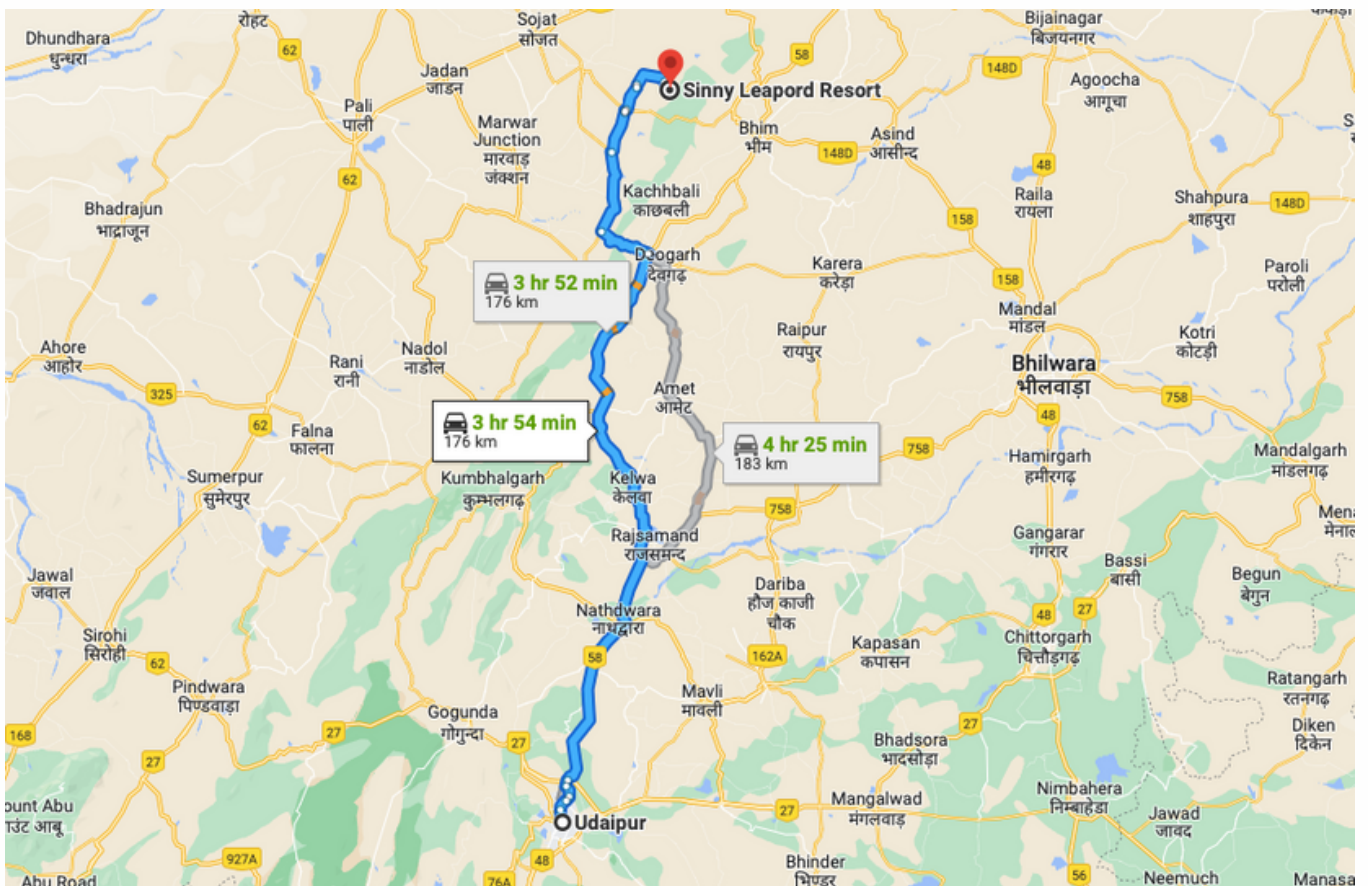 रोहट
Dhundhara
धुन्धरा
62
Sojat
सोजत
58
Bijainagar
बिजयनगर
148D
Jadan
जाडन
Sinny Leapord Resort
Agoocha
आगूचा
Pali
पाली
Marwar
Junction
मारवाड़
जंक्शन
Bhim
भीम
148D
Asind
आसीन्द
48
62
Kachhbali
काछबली
Raila
रायला
Shahpura
शाहपुरा
148D
Bhadrajun
भाद्राजून
158
Deogarh
देवगढ़
Karera
करेड़ा
158
Paroli
परोली
3 hr 52 min
176 km
Mandal
मांडल
Ahore
आहोर
Rani
रानी
Nadol
नाडोल
Raipur
रायपुर
Kotri
कोटड़ी
Bhilwara
भीलवाड़ा
325
Amet
आमेट
758
62
Falna
फालना
3 hr 54 min
176 km
4 hr 25 min
183 km
758
48
Hamirgarh
हमीरगढ़
Mandalgarh
मांडलगढ़
Sumerpur
सुमेरपुर
Kumbhalgarh
कुम्भलगढ़
Kelwa
केलवा
758
Rajsamand
राजसमन्द
Gangarar
गंगरार
Bassi
बासी
Jawal
जवाल
Dariba
हौज काजी
चौक
Begun
बेगुन
Nathdwara
नाथद्वारा
48
27
Sirohi
सिरोही
62
58
162A
Kapasan
कपासन
Chittorgarh
चित्तौड़गढ़
Pindwara
पिण्डवाड़ा
Mavli
मावली
Ratangarh
रतनगढ़
168
27
27
Gogunda
गोगुन्दा
27
27
Bhadsora
भादसोड़ा
Diken
दिकेन
Nimbahera
निम्बाहेड़ा
27
Mangalwad
मंगलवाड़
Jawad
जावद
ount Abu
ाउंट आबू
Udaipur
927A
48
76A
Bhinder
भिण्डर
56
Neemuch
Abu Road
Manasa